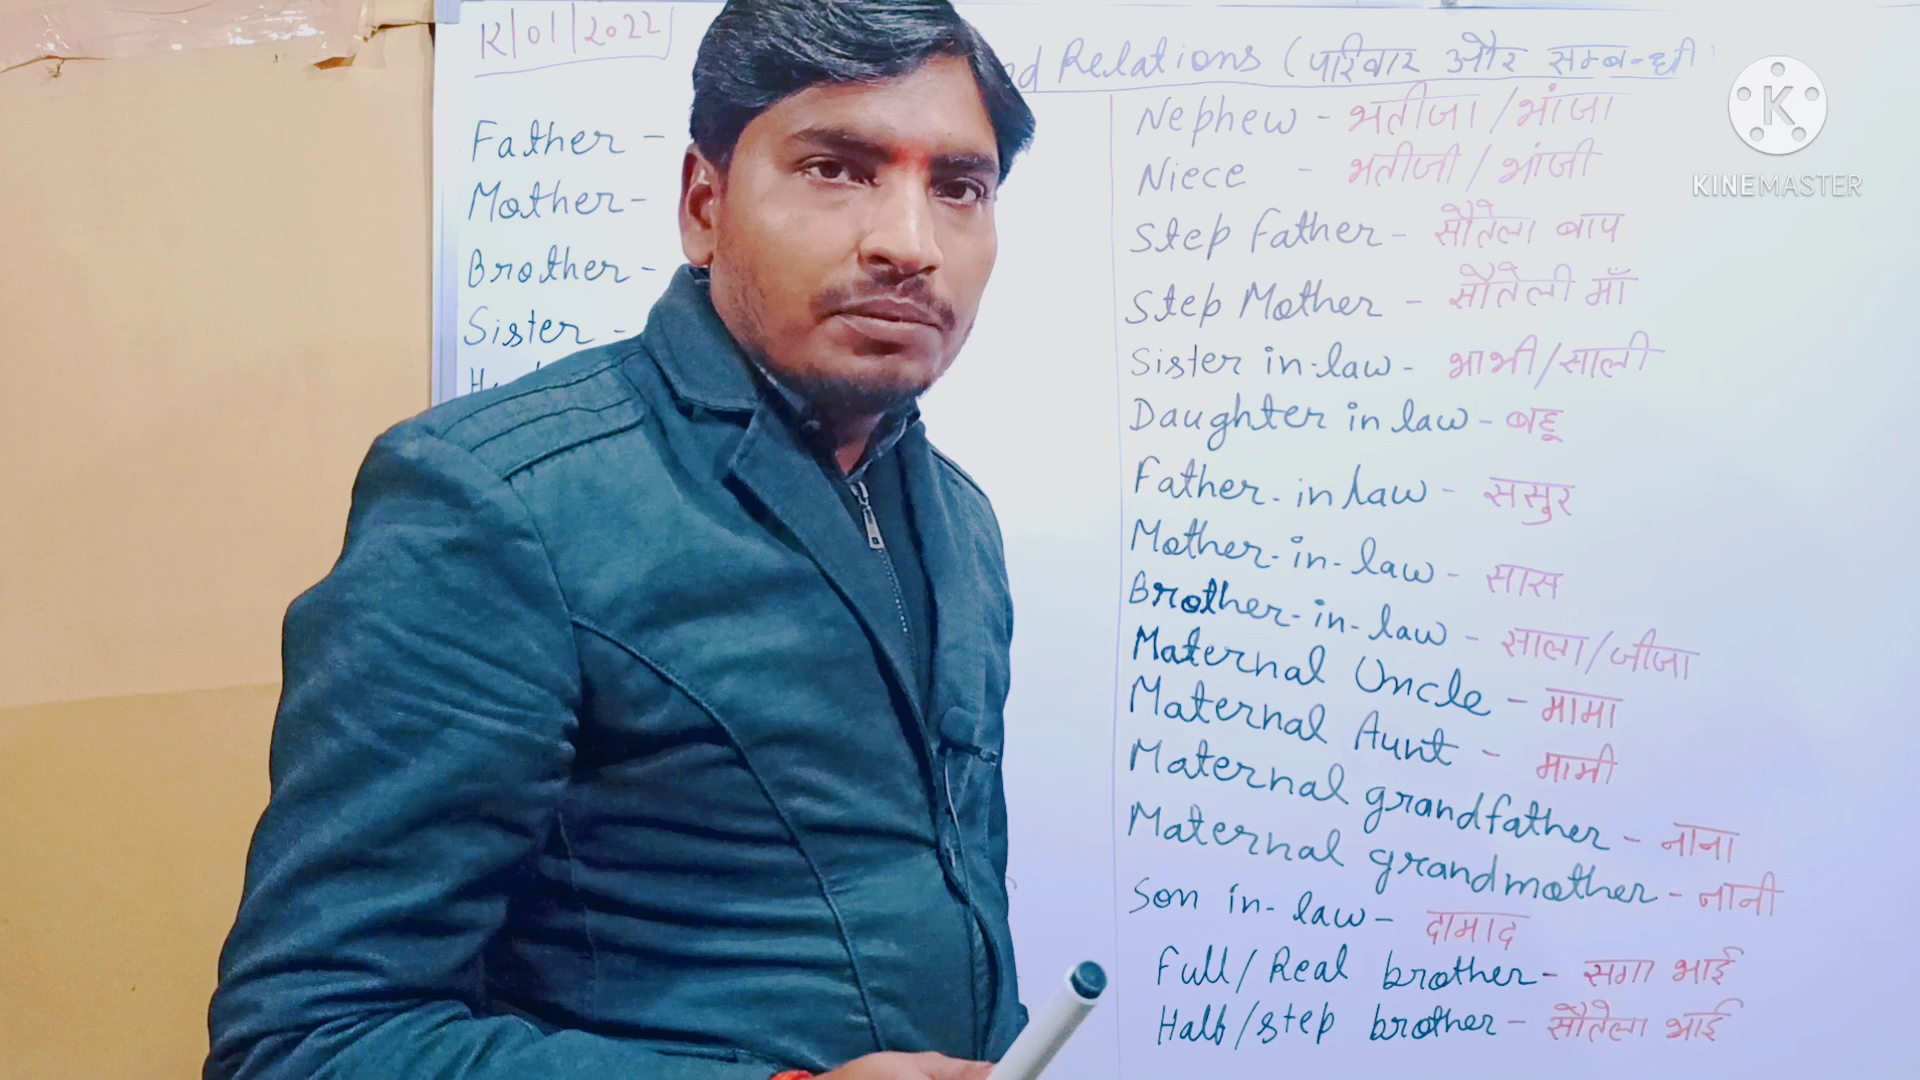 12/01/2022
nd Relations (परिवार और सम्बन्धी)
Father -
Mother-
Brother-
Sister -
Nephew - भतीजा / भांजा
Niece - भतीजी / भांजी
Step father - सौतेला बाप
Step Mother - सौतेली माँ
Sister in-law - भाभी/साली
Daughter in law - बहू
Father-in law - ससुर
Mother-in-law - सास
Brother-in-law - साला/जीजा
Maternal Uncle - मामा
Maternal Aunt - मामी
Maternal grandfather - नाना
Maternal grandmother - नानी
Son in-law - दामाद
Full/Real brother - सगा भाई
Half/step brother - सौतेला भाई
K
KINEMASTER